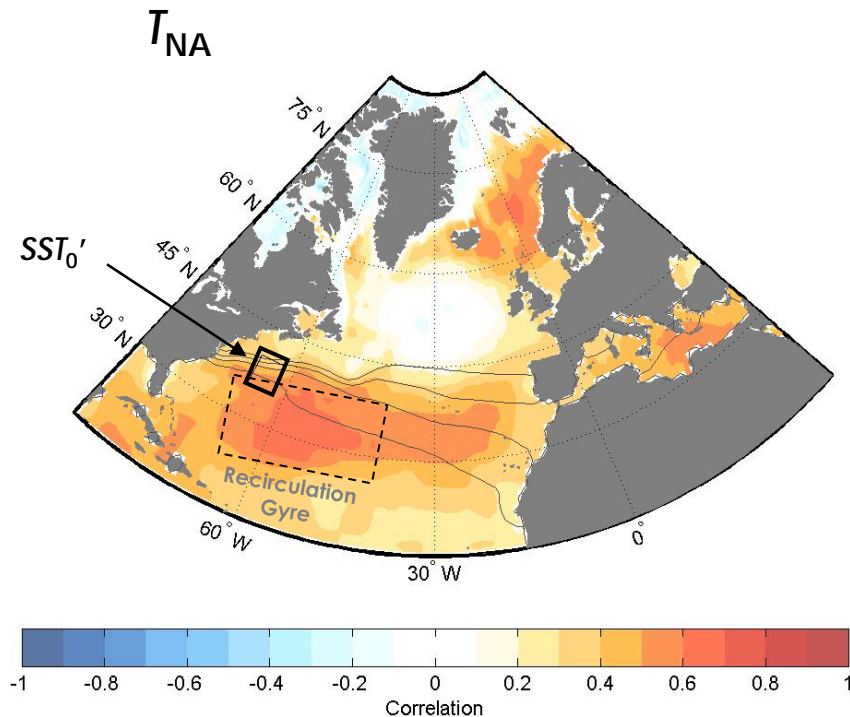 T_NA
75° N
60° N
SST₀'
45° N
30° N
Recirculation
Gyre
60° W
0°
30° W
-1 -0.8 -0.6 -0.4 -0.2 0 0.2 0.4 0.6 0.8 1
Correlation